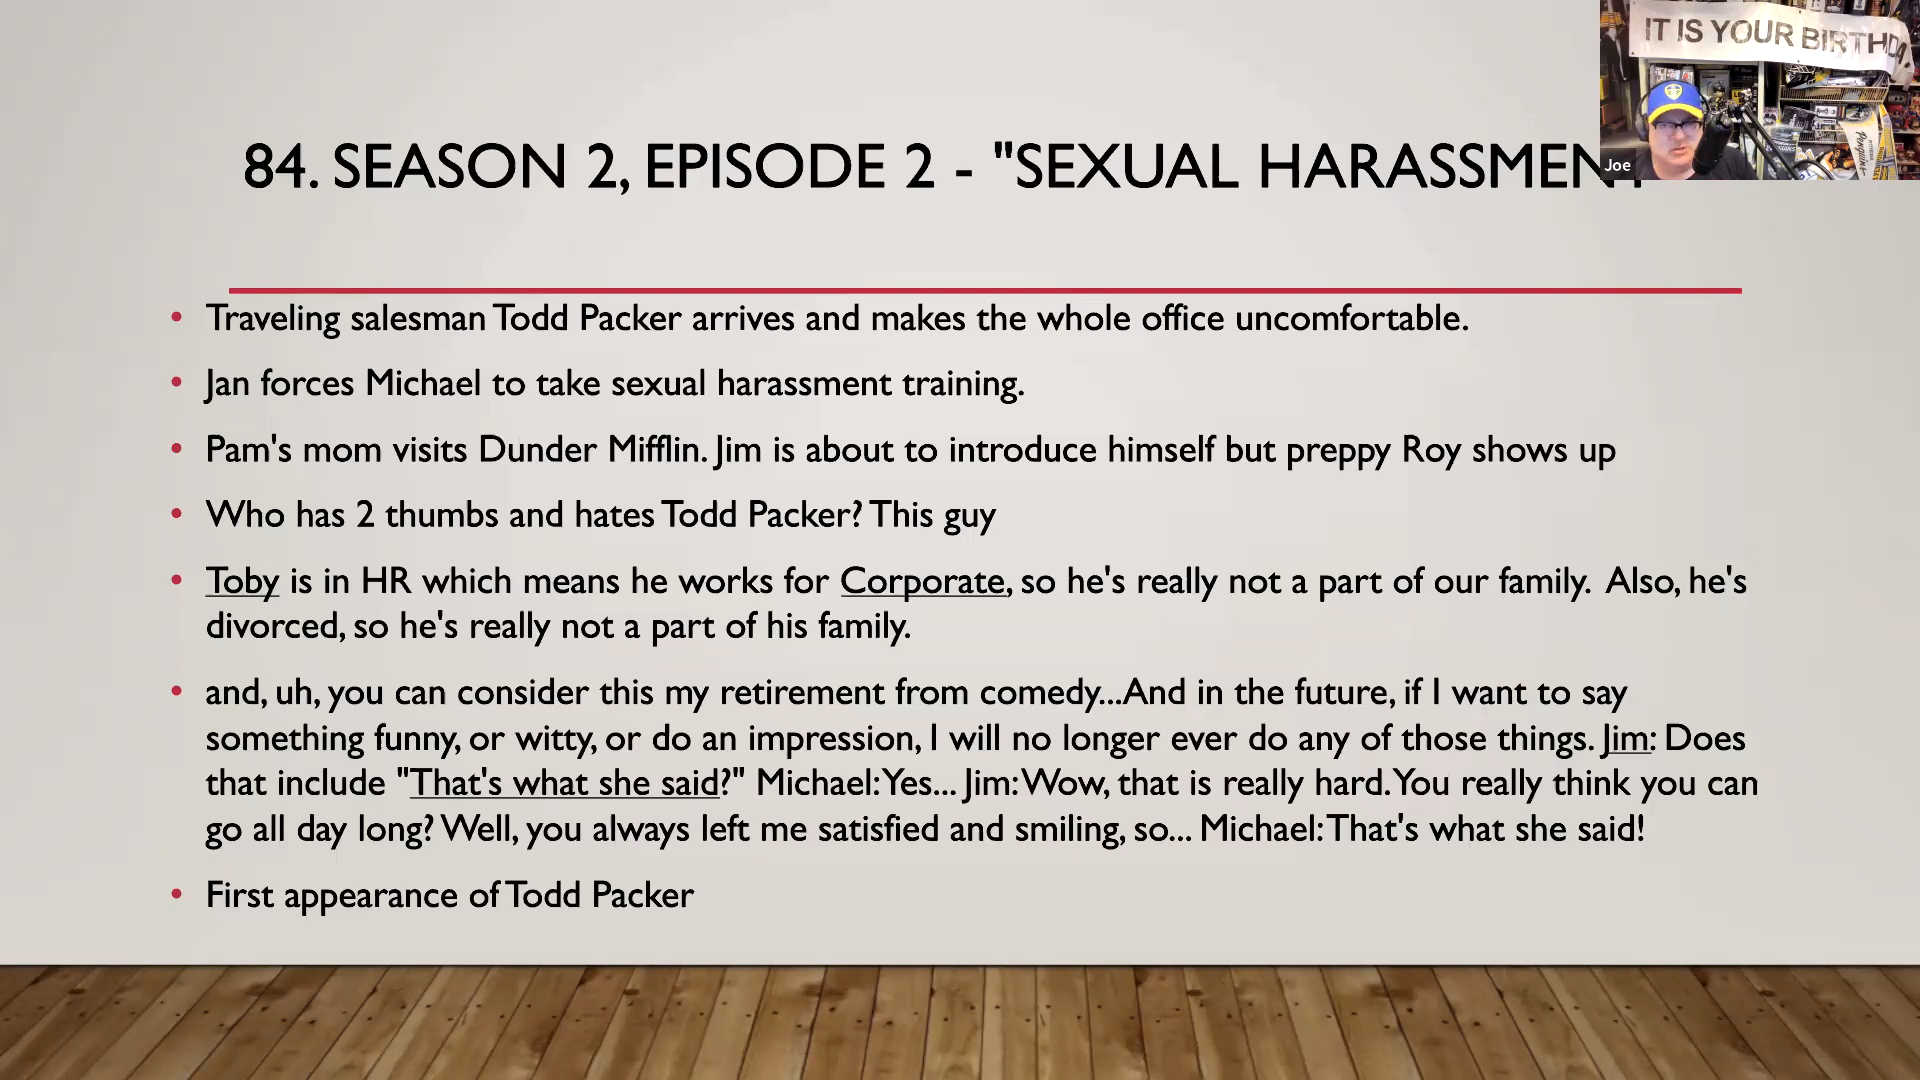 IT IS YOUR BIRTHDA.
Joe
84. SEASON 2, EPISODE 2 - "SEXUAL HARASSMENT
• Traveling salesman Todd Packer arrives and makes the whole office uncomfortable.
• Jan forces Michael to take sexual harassment training.
• Pam's mom visits Dunder Mifflin. Jim is about to introduce himself but preppy Roy shows up
• Who has 2 thumbs and hates Todd Packer? This guy
• Toby is in HR which means he works for Corporate, so he's really not a part of our family. Also, he's
divorced, so he's really not a part of his family.
• and, uh, you can consider this my retirement from comedy...And in the future, if I want to say
something funny, or witty, or do an impression, I will no longer ever do any of those things. Jim: Does
that include "That's what she said?" Michael: Yes... Jim: Wow, that is really hard. You really think you can
go all day long? Well, you always left me satisfied and smiling, so... Michael: That's what she said!
• First appearance of Todd Packer